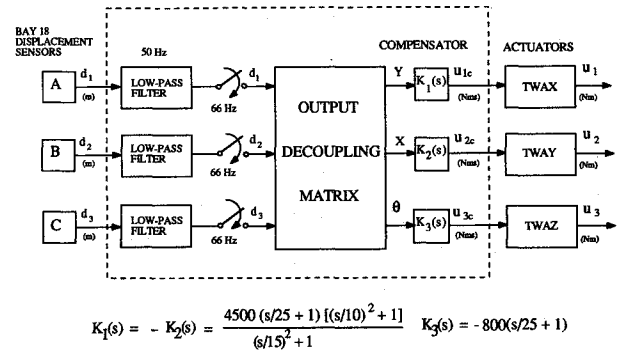 BAY 18
DISPLACEMENT
SENSORS
50 Hz
COMPENSATOR
ACTUATORS
A
d1
(m)
LOW-PASS
FILTER
d1
66 Hz
Y
K1(s)
u1c
(Nms)
TWAX
u1
(Nm)
B
d2
(m)
LOW-PASS
FILTER
d2
66 Hz
OUTPUT
DECOUPLING
MATRIX
X
K2(s)
u2c
(Nms)
TWAY
u2
(Nm)
C
d3
(m)
LOW-PASS
FILTER
d3
66 Hz
θ
K3(s)
u3c
(Nms)
TWAZ
u3
(Nm)
K1(s) = - K2(s) = 4500 (s/25 + 1) [(s/10)^2 + 1] / (s/15)^2 + 1 K3(s) = - 800(s/25 + 1)